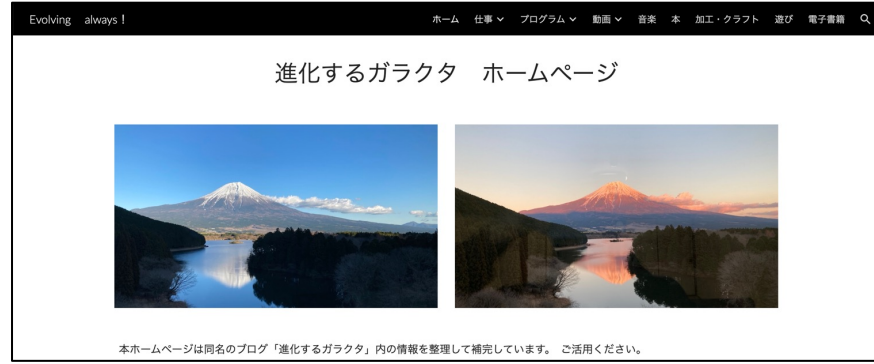 Evolving always！
ホーム 仕事 プログラム 動画 音楽 本 加工・クラフト 遊び 電子書籍
進化するガラクタ ホームページ
本ホームページは同名のブログ「進化するガラクタ」内の情報を整理して補完しています。 ご活用ください。